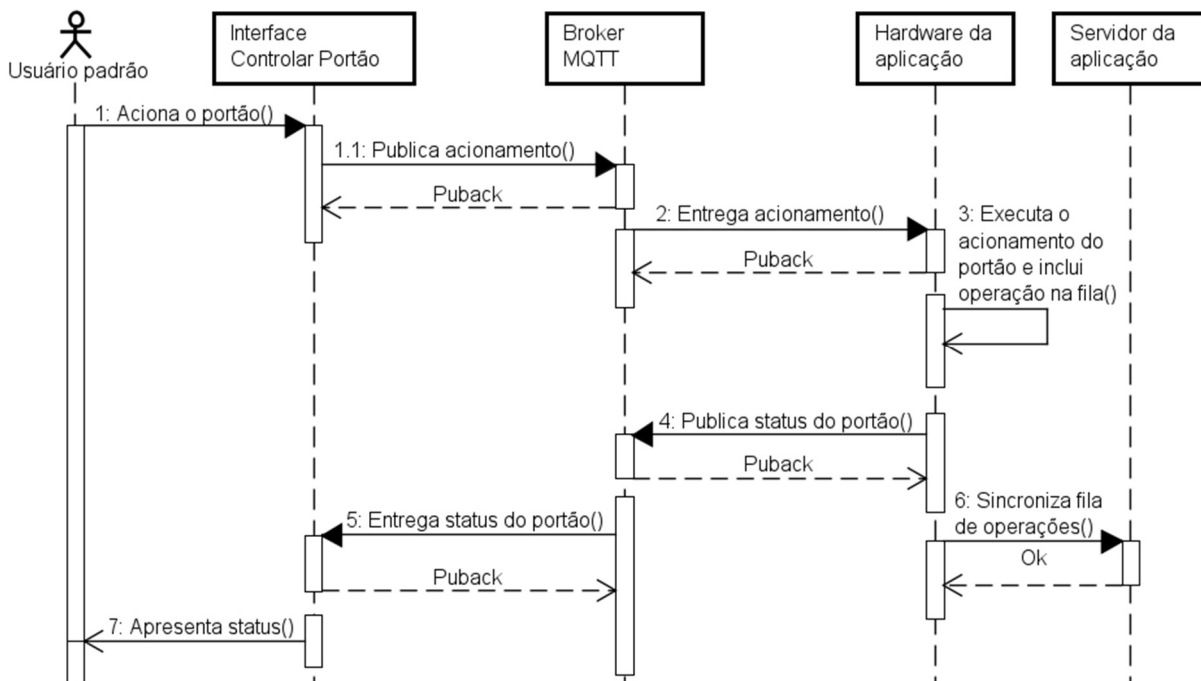 Usuário padrão
Interface
Controlar Portão
Broker
MQTT
Hardware da
aplicação
Servidor da
aplicação
1: Aciona o portão()
1.1: Publica acionamento()
Puback
2: Entrega acionamento()
Puback
3: Executa o
acionamento do
portão e inclui
operação na fila()
4: Publica status do portão()
Puback
5: Entrega status do portão()
Puback
6: Sincroniza fila
de operações()
Ok
7: Apresenta status()